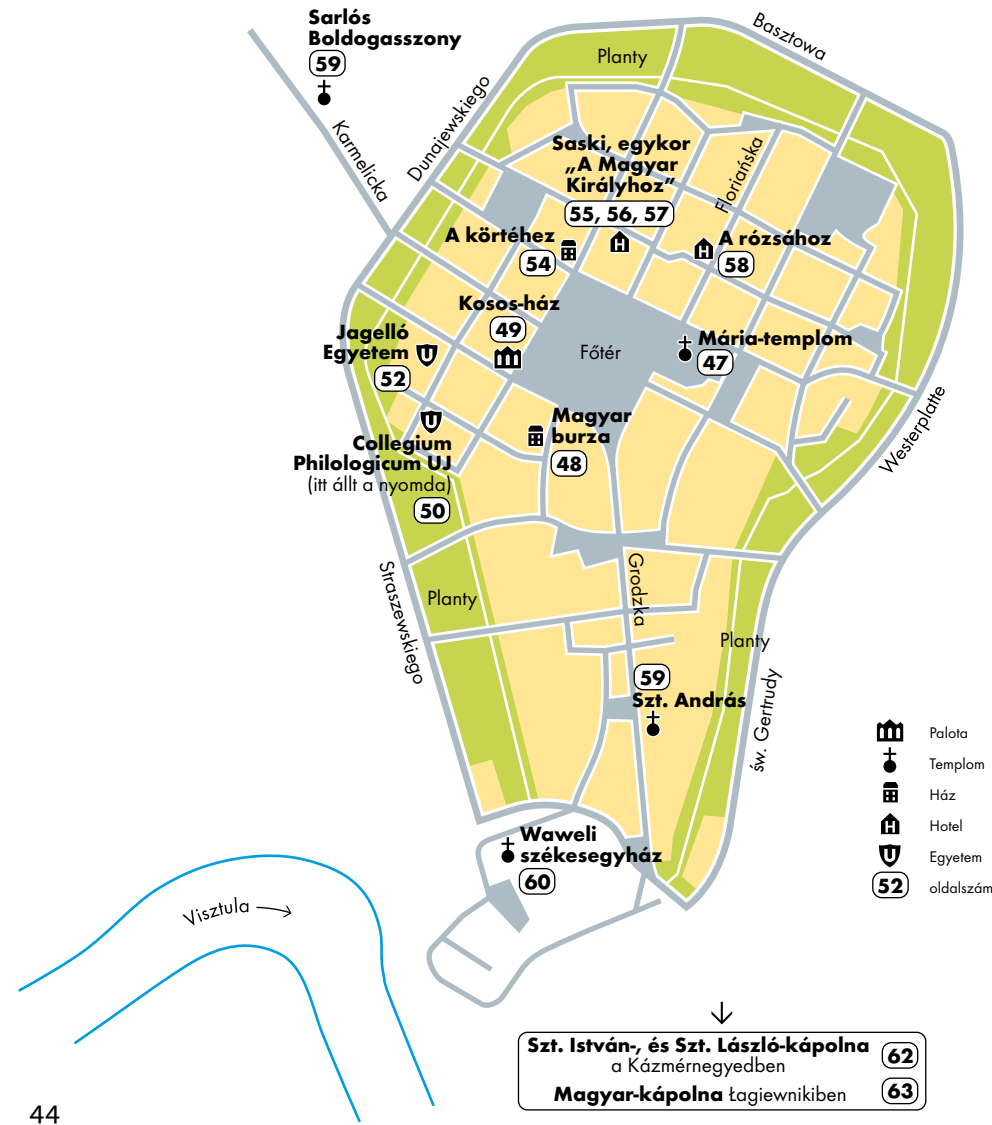 Sarlós
Boldogasszony
59
Karmelicka
Dunajewskiego
Planty
Basztowa
Saski, egykor
„A Magyar
Királyhoz”
55, 56, 57
Floriańska
A körtéhez
54
A rózsához
58
Kosos-ház
49
Jagelló
Egyetem
52
Főtér
Mária-templom
47
Collegium
Philologicum UJ
(itt állt a nyomda)
50
Magyar
burza
48
Westerplatte
Straszewskiego
Planty
Grodzka
Planty
59
Szt. András
św. Gertrudy
Palota
Templom
Ház
Hotel
Egyetem
52 oldalszám
Waweli
székesegyház
60
Visztula
Szt. István-, és Szt. László-kápolna 62
a Kázmérnegyedben
Magyar-kápolna Łagiewnikiben 63
44